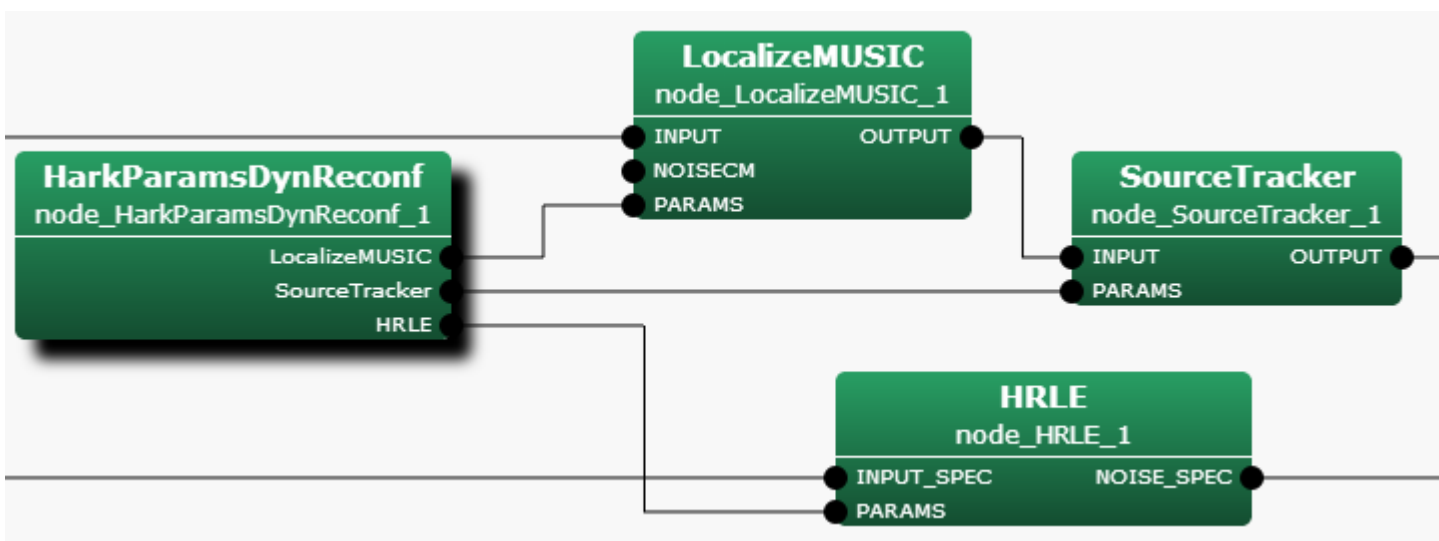 LocalizeMUSIC
node_LocalizeMUSIC_1
INPUT OUTPUT
NOISECM
PARAMS
HarkParamsDynReconf
node_HarkParamsDynReconf_1
LocalizeMUSIC
SourceTracker
HRLE
SourceTracker
node_SourceTracker_1
INPUT OUTPUT
PARAMS
HRLE
node_HRLE_1
INPUT_SPEC NOISE_SPEC
PARAMS